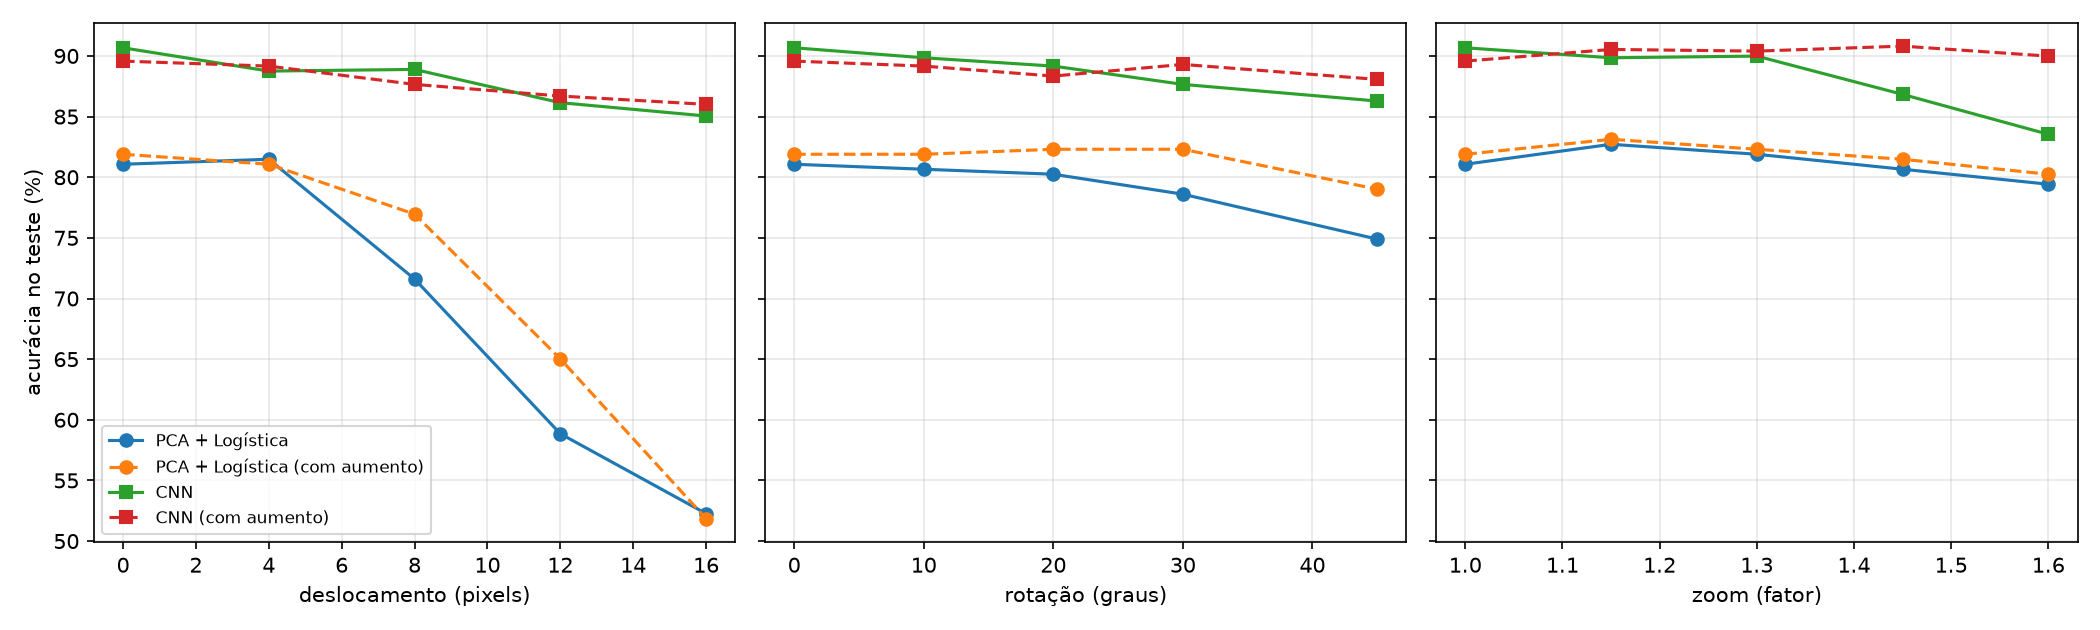 acurácia no teste (%)
90
85
80
75
70
65
60
55
50
PCA + Logística
PCA + Logística (com aumento)
CNN
CNN (com aumento)
0 2 4 6 8 10 12 14 16
deslocamento (pixels)
0 10 20 30 40
rotação (graus)
1.0 1.1 1.2 1.3 1.4 1.5 1.6
zoom (fator)